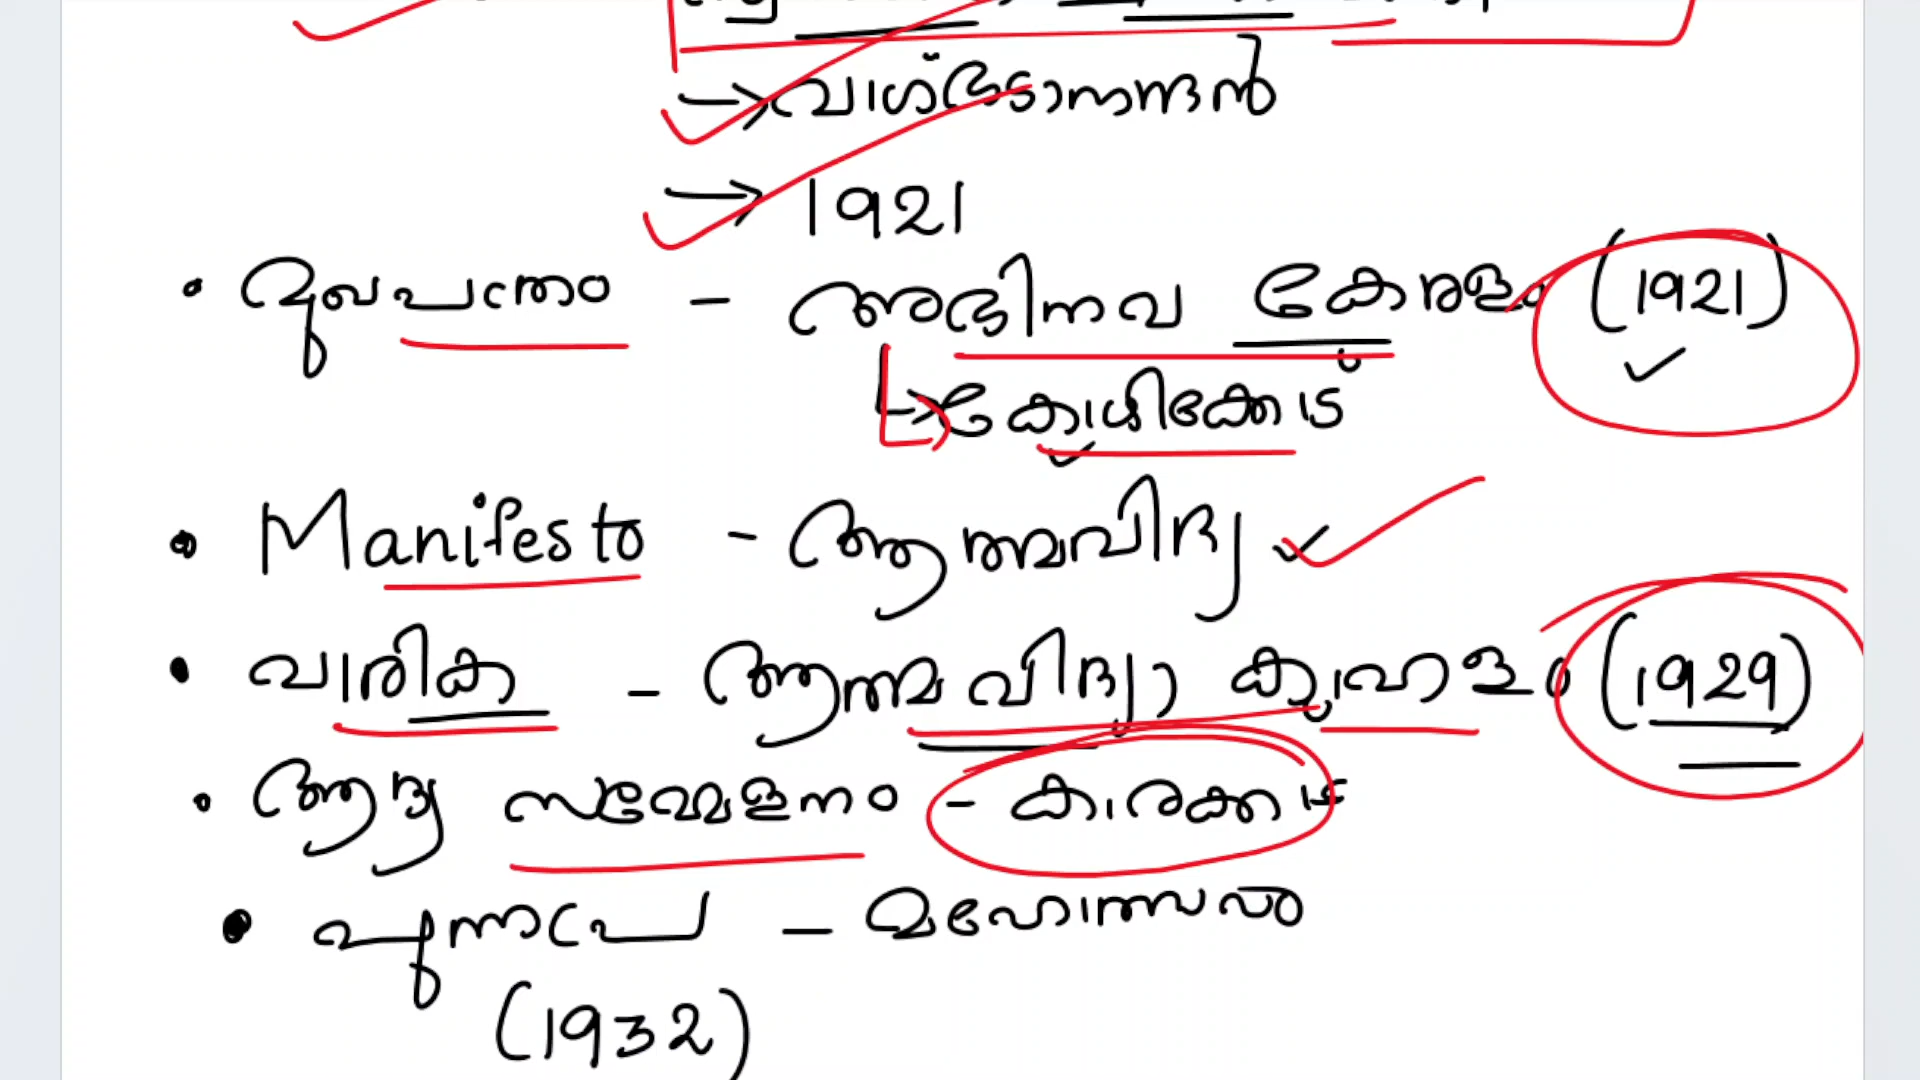 → വാഗ്ഭടാനന്ദൻ
→ 1921
• മുഖപത്രം - അഭിനവ കേരളം (1921)
→ കോഴിക്കോട്
• Manifesto - ആത്മവിദ്യ
• വാരിക - ആത്മവിദ്യാ കാഹളം (1929)
• ആദ്യ സമ്മേളനം - കാരക്കാട്
• - മഹോത്സവം
(1932)